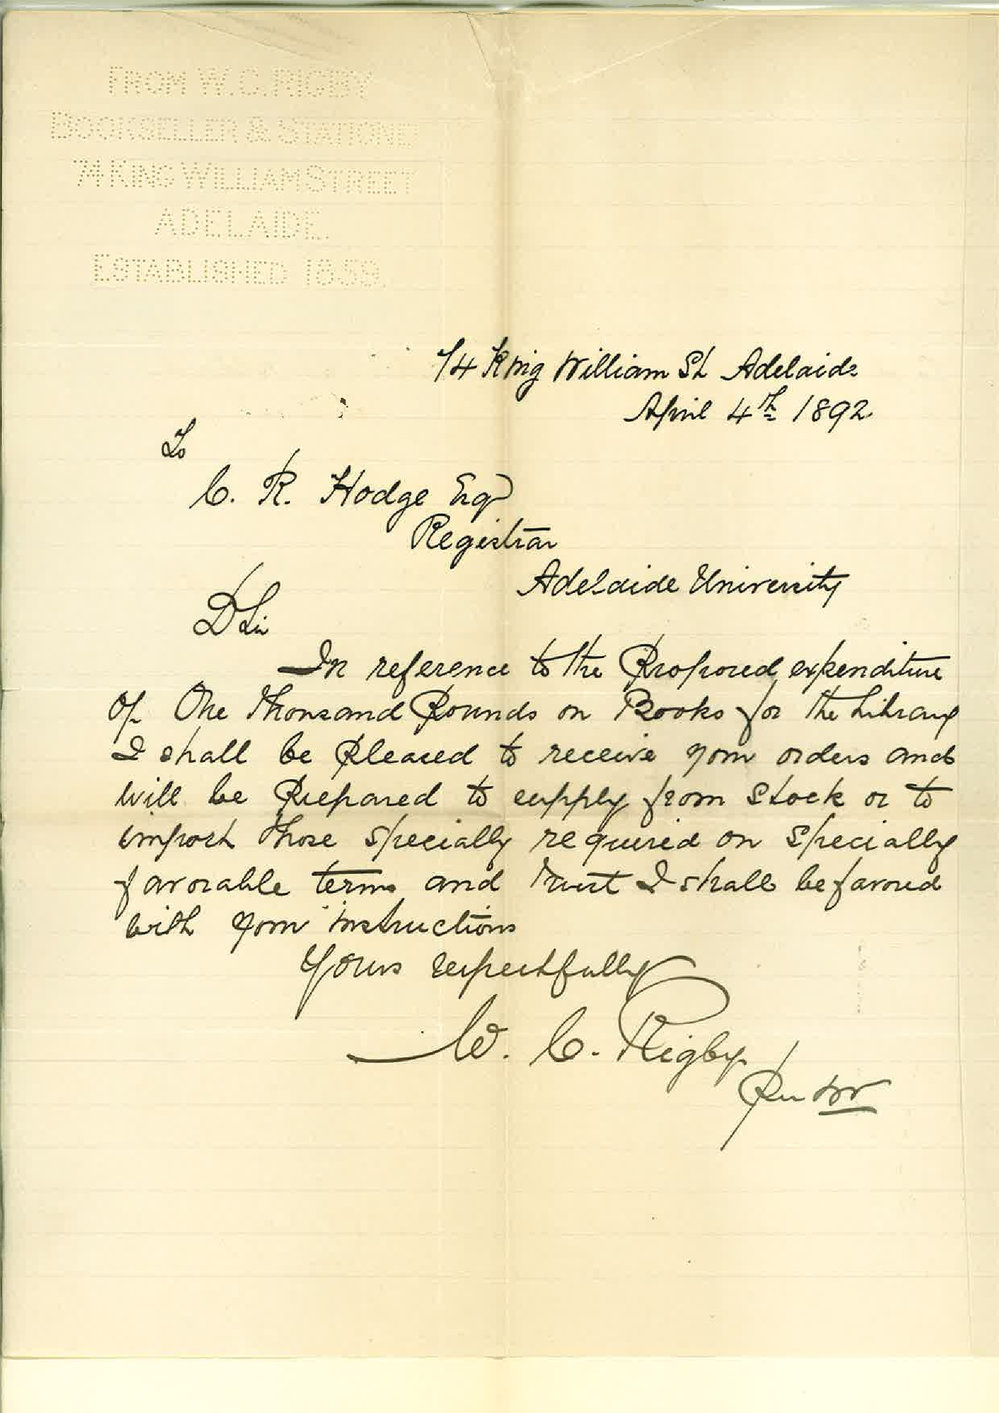 FROM W.C. RIGBY
BOOKSELLER & STATIONE
74 KING WILLIAM STREET
ADELAIDE.
ESTABLISHED 1859.
74 King William St Adelaide
April 4th 1892
To
C. R. Hodge Esq
Registrar
Adelaide University
D Sir
In reference to the Proposed expenditure
of One Thousand Pounds on Books for the Library
I shall be pleased to receive your orders and
will be Prepared to supply from Stock or to
import those specially required on specially
favorable terms and trust I shall be favored
with your instructions
Yours respectfully
W. C. Rigby